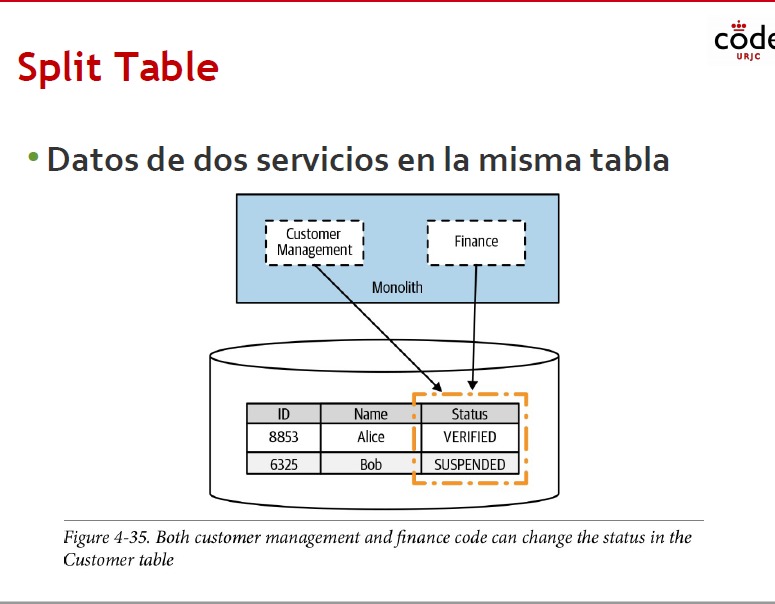 code
URJC
Split Table
• Datos de dos servicios en la misma tabla
Customer
Management
Finance
Monolith
ID Name Status
8853 Alice VERIFIED
6325 Bob SUSPENDED
Figure 4-35. Both customer management and finance code can change the status in the
Customer table